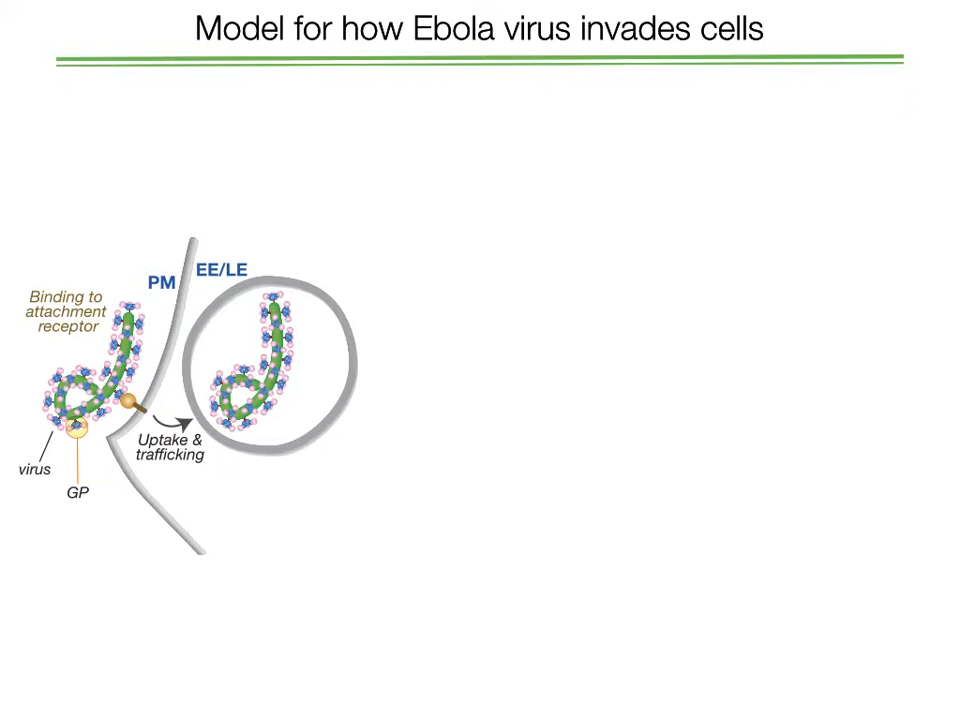 Model for how Ebola virus invades cells
EE/LE
PM
Binding to
attachment
receptor
Uptake &
trafficking
virus
GP